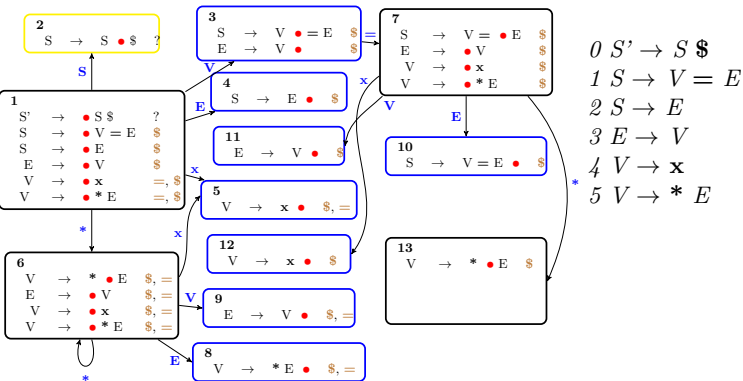 2
S → S • $ ?
3
S → V • = E $
E → V • $
=
7
S → V = • E $
E → • V $
V → • x $
V → • * E $
0 S' → S $
1 S → V = E
2 S → E
3 E → V
4 V → x
5 V → * E
S
V
x
4
S → E • $
E
V
1
S' → • S $ ?
S → • V = E $
S → • E $
E → • V $
V → • x =, $
V → • * E =, $
11
E → V • $
E
10
S → V = E • $
x
5
V → x • $, =
*
*
x
12
V → x • $
13
V → * • E $
6
V → * • E $, =
E → • V $, =
V → • x $, =
V → • * E $, =
V
9
E → V • $, =
E
8
V → * E • $, =
*